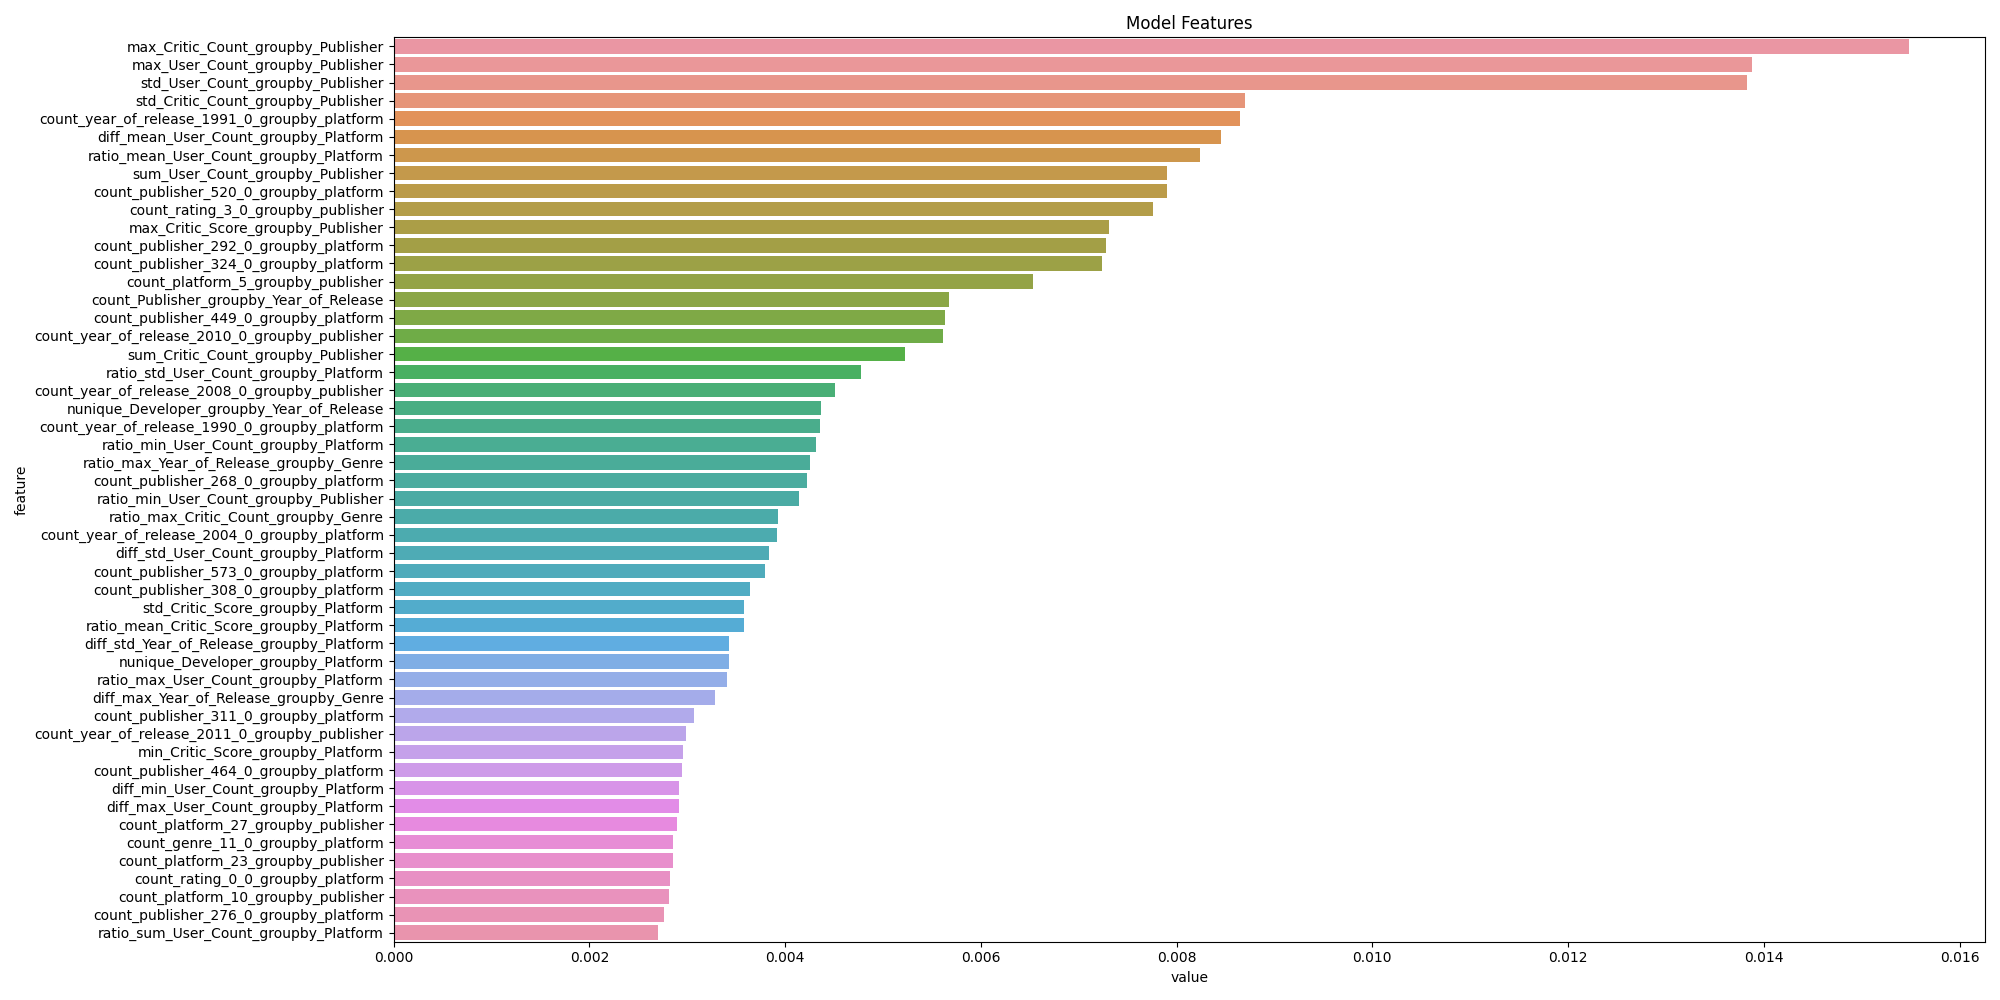 Model Features
max_Critic_Count_groupby_Publisher
max_User_Count_groupby_Publisher
std_User_Count_groupby_Publisher
std_Critic_Count_groupby_Publisher
count_year_of_release_1991_0_groupby_platform
diff_mean_User_Count_groupby_Platform
ratio_mean_User_Count_groupby_Platform
sum_User_Count_groupby_Publisher
count_publisher_520_0_groupby_platform
count_rating_3_0_groupby_publisher
max_Critic_Score_groupby_Publisher
count_publisher_292_0_groupby_platform
count_publisher_324_0_groupby_platform
count_platform_5_groupby_publisher
count_Publisher_groupby_Year_of_Release
count_publisher_449_0_groupby_platform
count_year_of_release_2010_0_groupby_publisher
sum_Critic_Count_groupby_Publisher
ratio_std_User_Count_groupby_Platform
count_year_of_release_2008_0_groupby_publisher
nunique_Developer_groupby_Year_of_Release
count_year_of_release_1990_0_groupby_platform
ratio_min_User_Count_groupby_Platform
ratio_max_Year_of_Release_groupby_Genre
count_publisher_268_0_groupby_platform
ratio_min_User_Count_groupby_Publisher
ratio_max_Critic_Count_groupby_Genre
count_year_of_release_2004_0_groupby_platform
diff_std_User_Count_groupby_Platform
count_publisher_573_0_groupby_platform
count_publisher_308_0_groupby_platform
std_Critic_Score_groupby_Platform
ratio_mean_Critic_Score_groupby_Platform
diff_std_Year_of_Release_groupby_Platform
nunique_Developer_groupby_Platform
ratio_max_User_Count_groupby_Platform
diff_max_Year_of_Release_groupby_Genre
count_publisher_311_0_groupby_platform
count_year_of_release_2011_0_groupby_publisher
min_Critic_Score_groupby_Platform
count_publisher_464_0_groupby_platform
diff_min_User_Count_groupby_Platform
diff_max_User_Count_groupby_Platform
count_platform_27_groupby_publisher
count_genre_11_0_groupby_platform
count_platform_23_groupby_publisher
count_rating_0_0_groupby_platform
count_platform_10_groupby_publisher
count_publisher_276_0_groupby_platform
ratio_sum_User_Count_groupby_Platform
feature
0.000 0.002 0.004 0.006 0.008 0.010 0.012 0.014 0.016
value